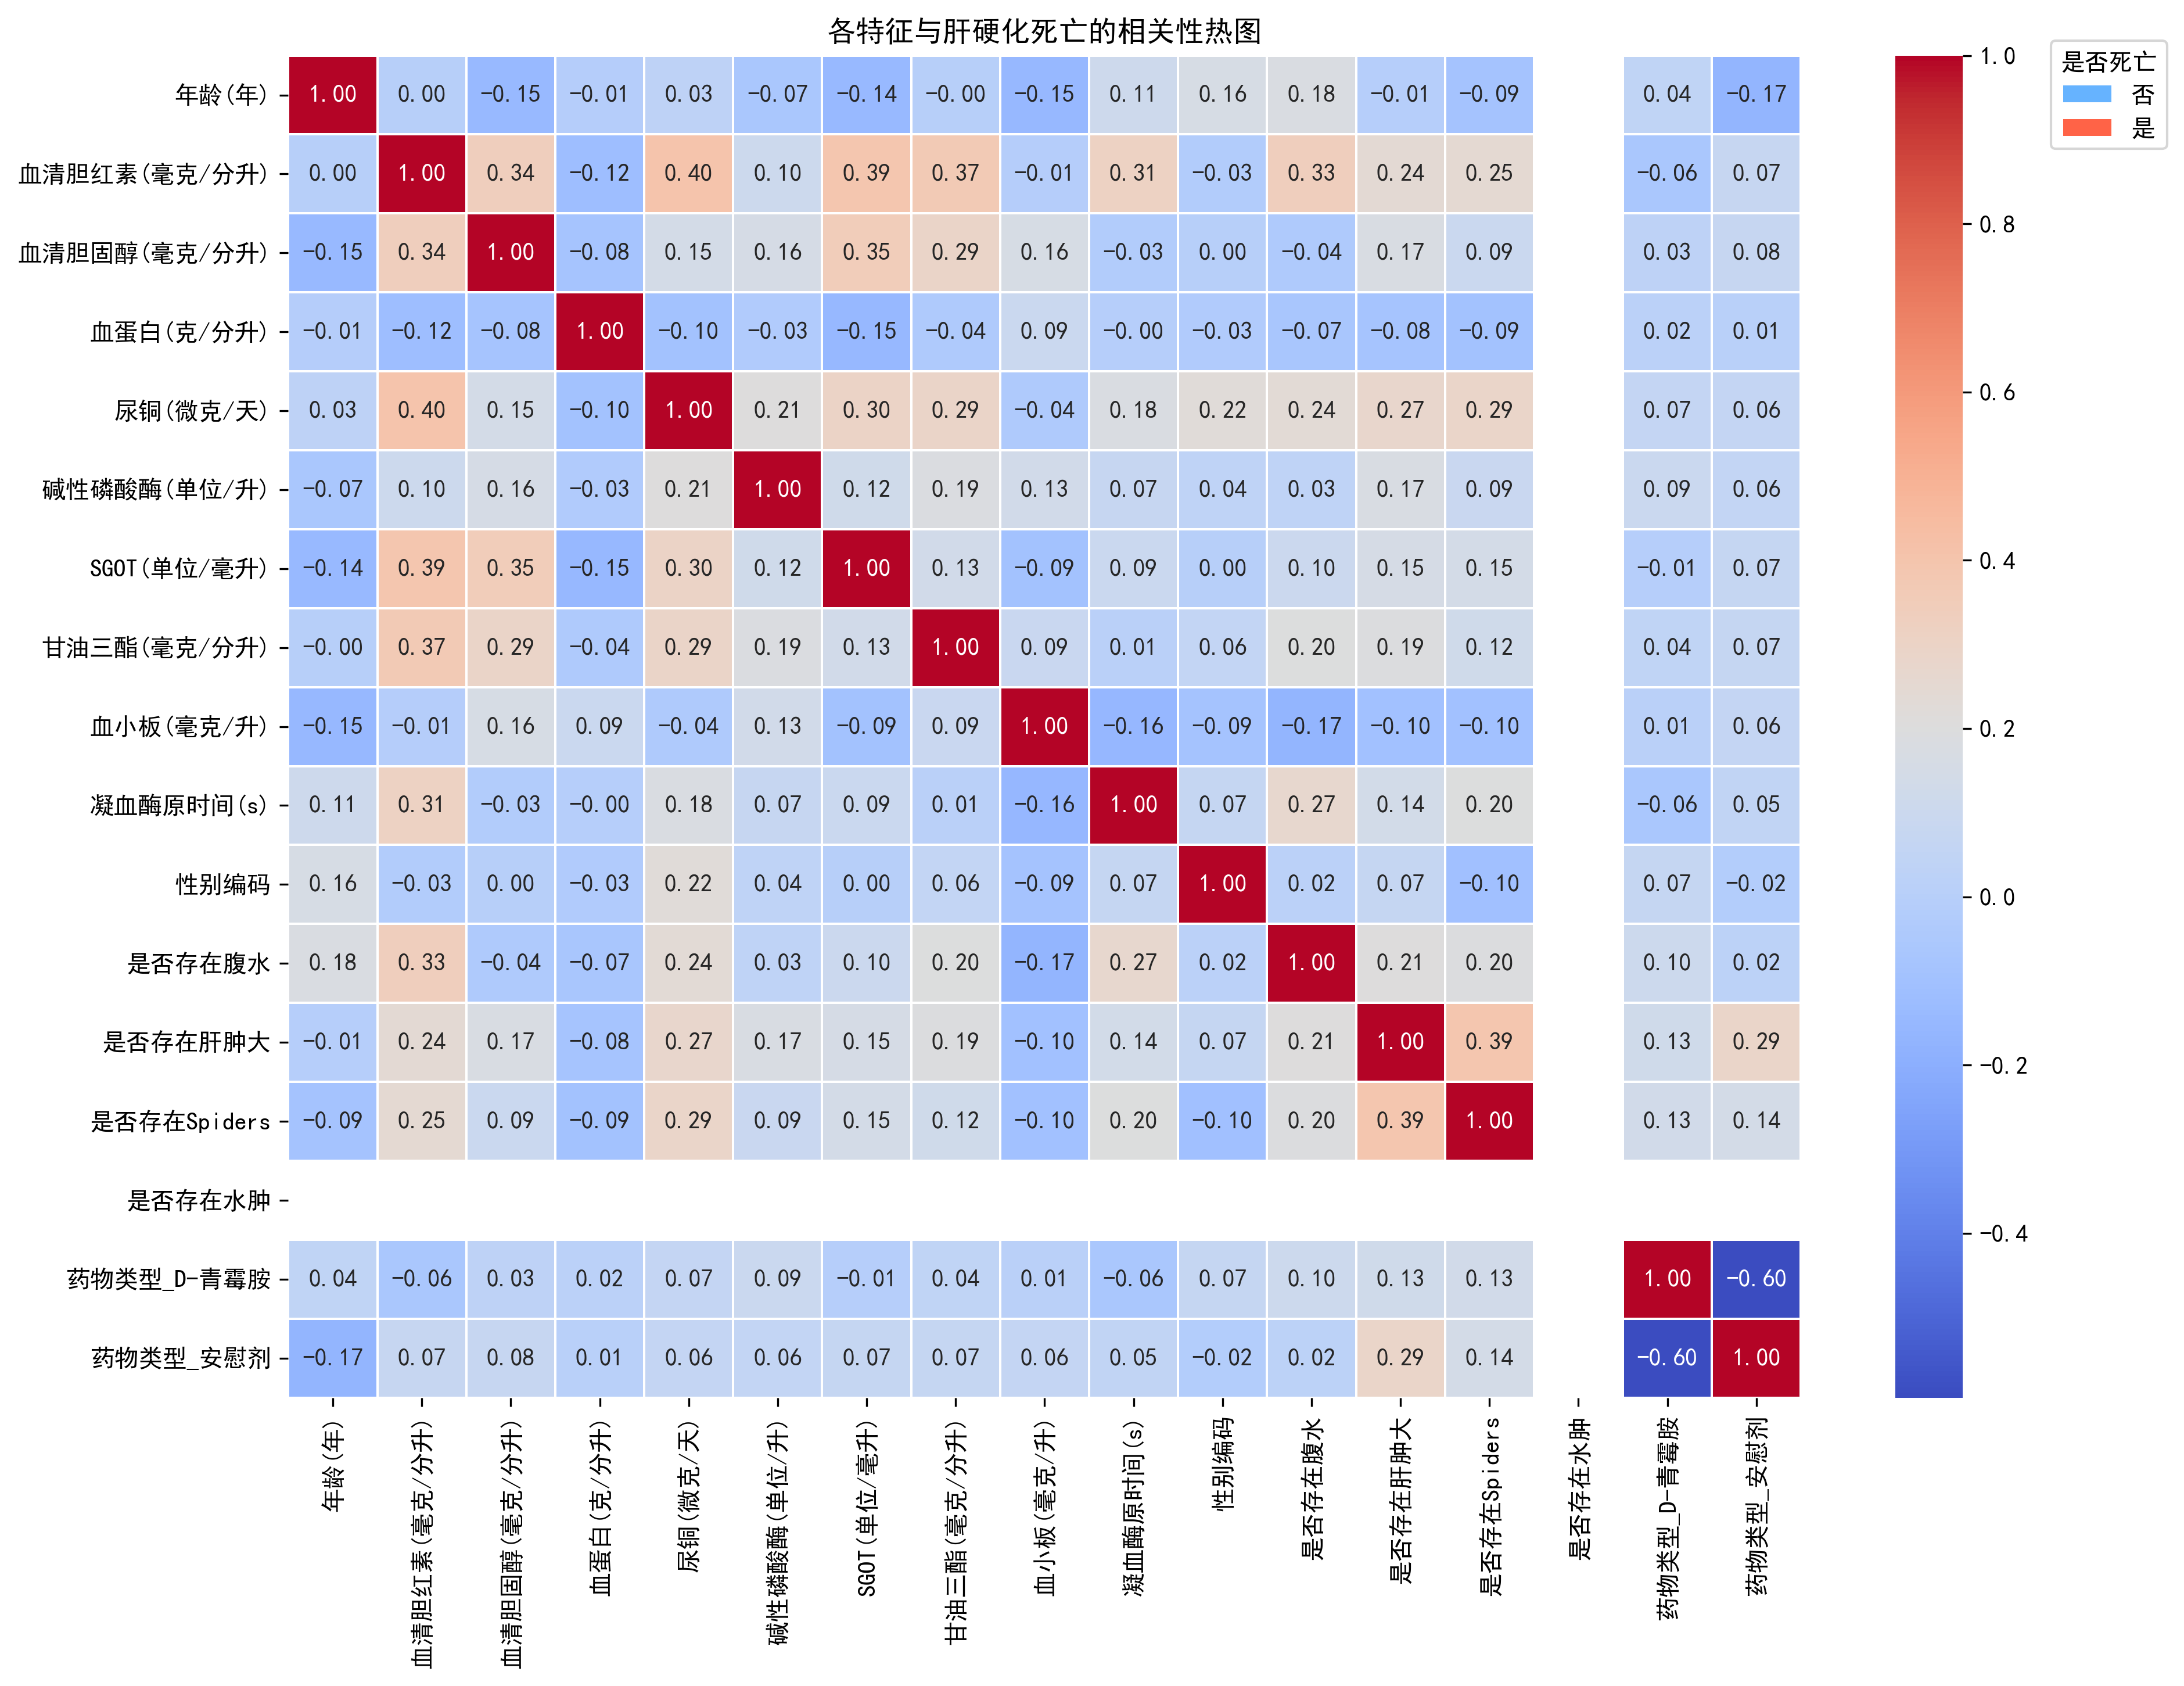 各特征与肝硬化死亡的相关性热图
是否死亡
否
是
年龄(年) 1.00 0.00 −0.15 −0.01 0.03 −0.07 −0.14 −0.00 −0.15 0.11 0.16 0.18 −0.01 −0.09 0.04 −0.17
血清胆红素(毫克/分升) 0.00 1.00 0.34 −0.12 0.40 0.10 0.39 0.37 −0.01 0.31 −0.03 0.33 0.24 0.25 −0.06 0.07
血清胆固醇(毫克/分升) −0.15 0.34 1.00 −0.08 0.15 0.16 0.35 0.29 0.16 −0.03 0.00 −0.04 0.17 0.09 0.03 0.08
血蛋白(克/分升) −0.01 −0.12 −0.08 1.00 −0.10 −0.03 −0.15 −0.04 0.09 −0.00 −0.03 −0.07 −0.08 −0.09 0.02 0.01
尿铜(微克/天) 0.03 0.40 0.15 −0.10 1.00 0.21 0.30 0.29 −0.04 0.18 0.22 0.24 0.27 0.29 0.07 0.06
碱性磷酸酶(单位/升) −0.07 0.10 0.16 −0.03 0.21 1.00 0.12 0.19 0.13 0.07 0.04 0.03 0.17 0.09 0.09 0.06
SGOT(单位/毫升) −0.14 0.39 0.35 −0.15 0.30 0.12 1.00 0.13 −0.09 0.09 0.00 0.10 0.15 0.15 −0.01 0.07
甘油三酯(毫克/分升) −0.00 0.37 0.29 −0.04 0.29 0.19 0.13 1.00 0.09 0.01 0.06 0.20 0.19 0.12 0.04 0.07
血小板(毫克/升) −0.15 −0.01 0.16 0.09 −0.04 0.13 −0.09 0.09 1.00 −0.16 −0.09 −0.17 −0.10 −0.10 0.01 0.06
凝血酶原时间(s) 0.11 0.31 −0.03 −0.00 0.18 0.07 0.09 0.01 −0.16 1.00 0.07 0.27 0.14 0.20 −0.06 0.05
性别编码 0.16 −0.03 0.00 −0.03 0.22 0.04 0.00 0.06 −0.09 0.07 1.00 0.02 0.07 −0.10 0.07 −0.02
是否存在腹水 0.18 0.33 −0.04 −0.07 0.24 0.03 0.10 0.20 −0.17 0.27 0.02 1.00 0.21 0.20 0.10 0.02
是否存在肝肿大 −0.01 0.24 0.17 −0.08 0.27 0.17 0.15 0.19 −0.10 0.14 0.07 0.21 1.00 0.39 0.13 0.29
是否存在Spiders −0.09 0.25 0.09 −0.09 0.29 0.09 0.15 0.12 −0.10 0.20 −0.10 0.20 0.39 1.00 0.13 0.14
是否存在水肿
药物类型_D-青霉胺 0.04 −0.06 0.03 0.02 0.07 0.09 −0.01 0.04 0.01 −0.06 0.07 0.10 0.13 0.13 1.00 −0.60
药物类型_安慰剂 −0.17 0.07 0.08 0.01 0.06 0.06 0.07 0.07 0.06 0.05 −0.02 0.02 0.29 0.14 −0.60 1.00
年龄(年)
血清胆红素(毫克/分升)
血清胆固醇(毫克/分升)
血蛋白(克/分升)
尿铜(微克/天)
碱性磷酸酶(单位/升)
SGOT(单位/毫升)
甘油三酯(毫克/分升)
血小板(毫克/升)
凝血酶原时间(s)
性别编码
是否存在腹水
是否存在肝肿大
是否存在Spiders
是否存在水肿
药物类型_D-青霉胺
药物类型_安慰剂
1.0
0.8
0.6
0.4
0.2
0.0
−0.2
−0.4